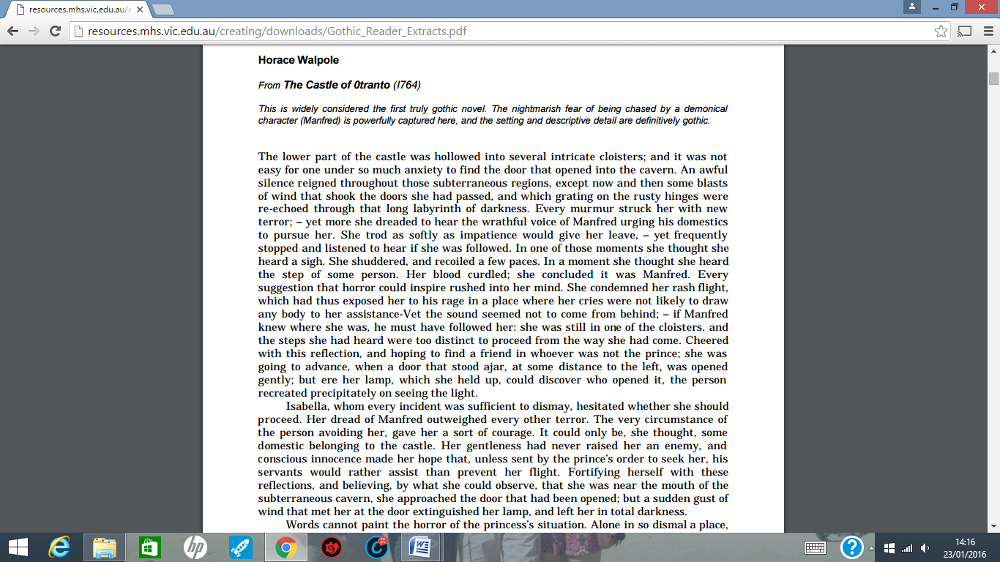 resources.mhs.vic.edu.au/c
resources.mhs.vic.edu.au/creating/downloads/Gothic_Reader_Extracts.pdf
Horace Walpole
From The Castle of 0tranto (I764)
This is widely considered the first truly gothic novel. The nightmarish fear of being chased by a demonical
character (Manfred) is powerfully captured here, and the setting and descriptive detail are definitively gothic.
The lower part of the castle was hollowed into several intricate cloisters; and it was not
easy for one under so much anxiety to find the door that opened into the cavern. An awful
silence reigned throughout those subterraneous regions, except now and then some blasts
of wind that shook the doors she had passed, and which grating on the rusty hinges were
re-echoed through that long labyrinth of darkness. Every murmur struck her with new
terror; – yet more she dreaded to hear the wrathful voice of Manfred urging his domestics
to pursue her. She trod as softly as impatience would give her leave, – yet frequently
stopped and listened to hear if she was followed. In one of those moments she thought she
heard a sigh. She shuddered, and recoiled a few paces. In a moment she thought she heard
the step of some person. Her blood curdled; she concluded it was Manfred. Every
suggestion that horror could inspire rushed into her mind. She condemned her rash flight,
which had thus exposed her to his rage in a place where her cries were not likely to draw
any body to her assistance-Vet the sound seemed not to come from behind; – if Manfred
knew where she was, he must have followed her: she was still in one of the cloisters, and
the steps she had heard were too distinct to proceed from the way she had come. Cheered
with this reflection, and hoping to find a friend in whoever was not the prince; she was
going to advance, when a door that stood ajar, at some distance to the left, was opened
gently; but ere her lamp, which she held up, could discover who opened it, the person
recreated precipitately on seeing the light.
Isabella, whom every incident was sufficient to dismay, hesitated whether she should
proceed. Her dread of Manfred outweighed every other terror. The very circumstance of
the person avoiding her, gave her a sort of courage. It could only be, she thought, some
domestic belonging to the castle. Her gentleness had never raised her an enemy, and
conscious innocence made her hope that, unless sent by the prince's order to seek her, his
servants would rather assist than prevent her flight. Fortifying herself with these
reflections, and believing, by what she could observe, that she was near the mouth of the
subterraneous cavern, she approached the door that had been opened; but a sudden gust of
wind that met her at the door extinguished her lamp, and left her in total darkness.
Words cannot paint the horror of the princess's situation. Alone in so dismal a place,
hp
14:16
23/01/2016